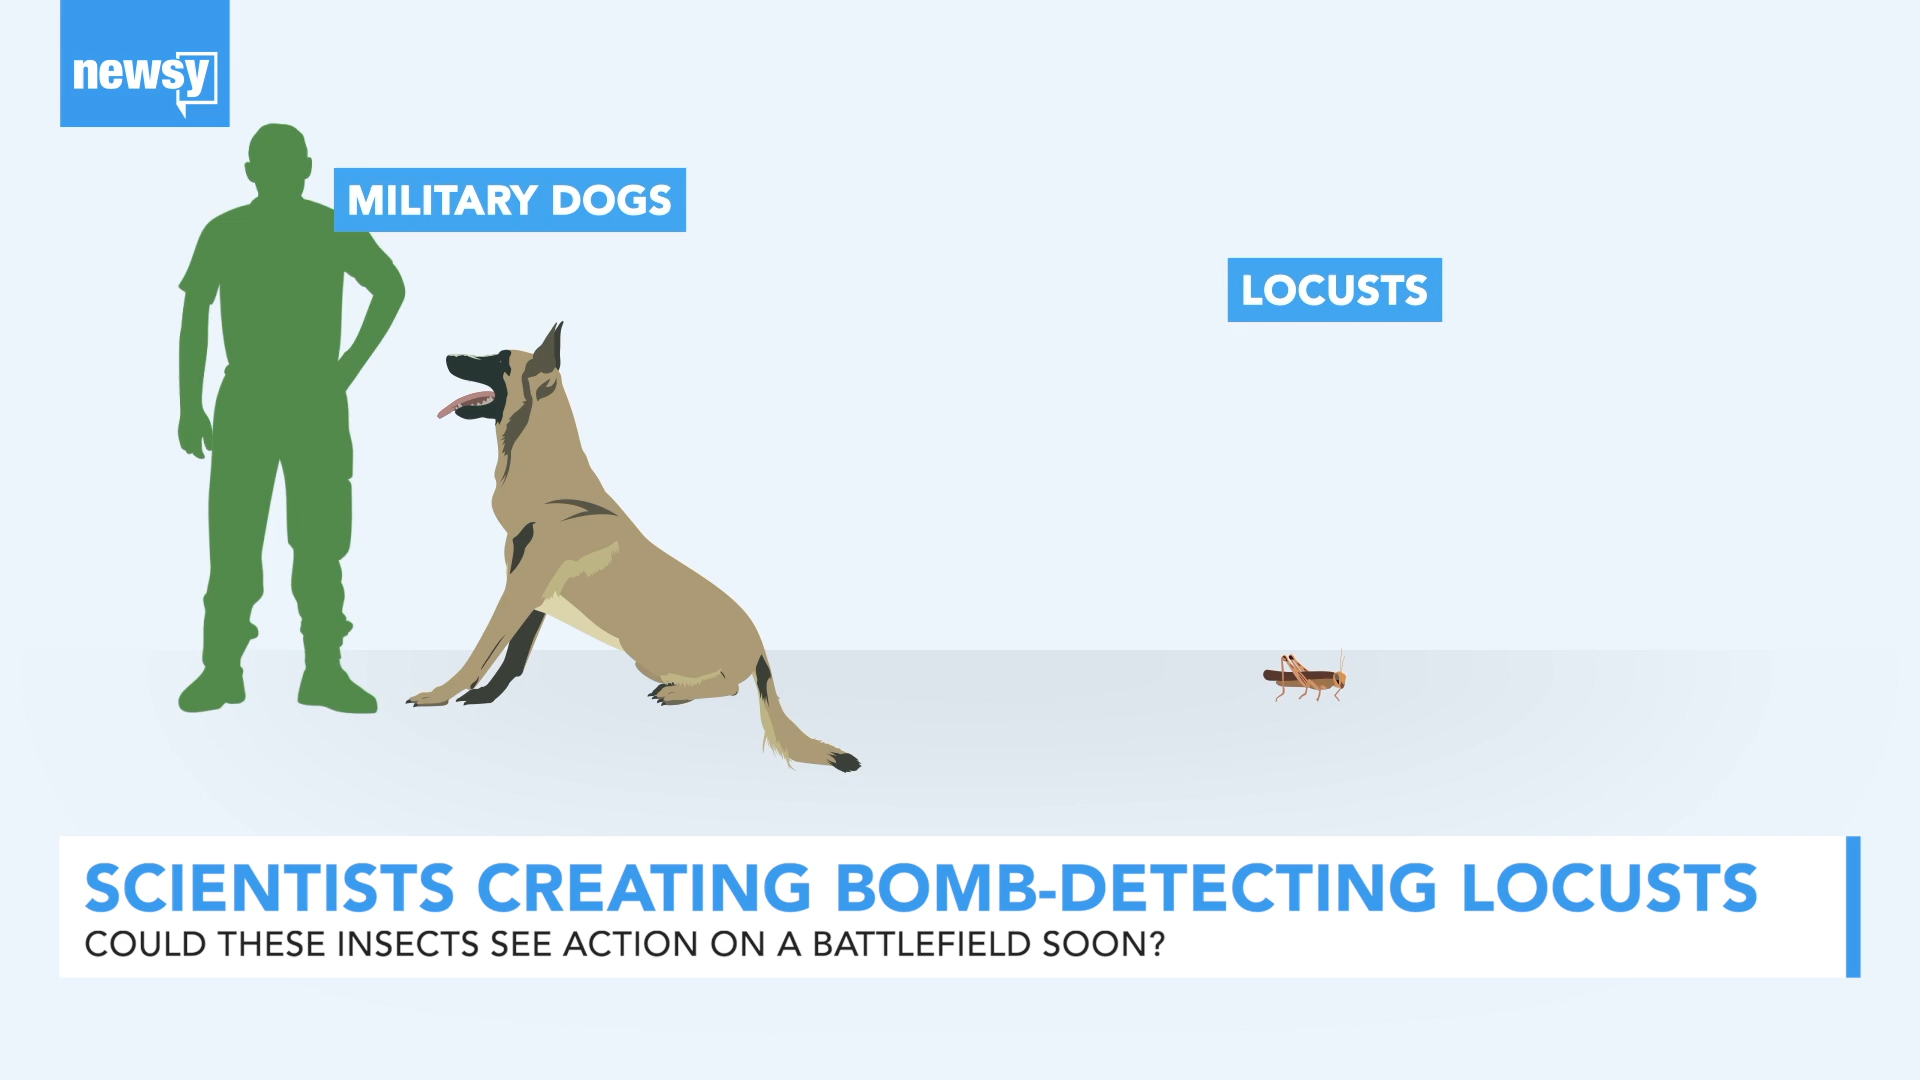 newsy
MILITARY DOGS
LOCUSTS
SCIENTISTS CREATING BOMB-DETECTING LOCUSTS
COULD THESE INSECTS SEE ACTION ON A BATTLEFIELD SOON?